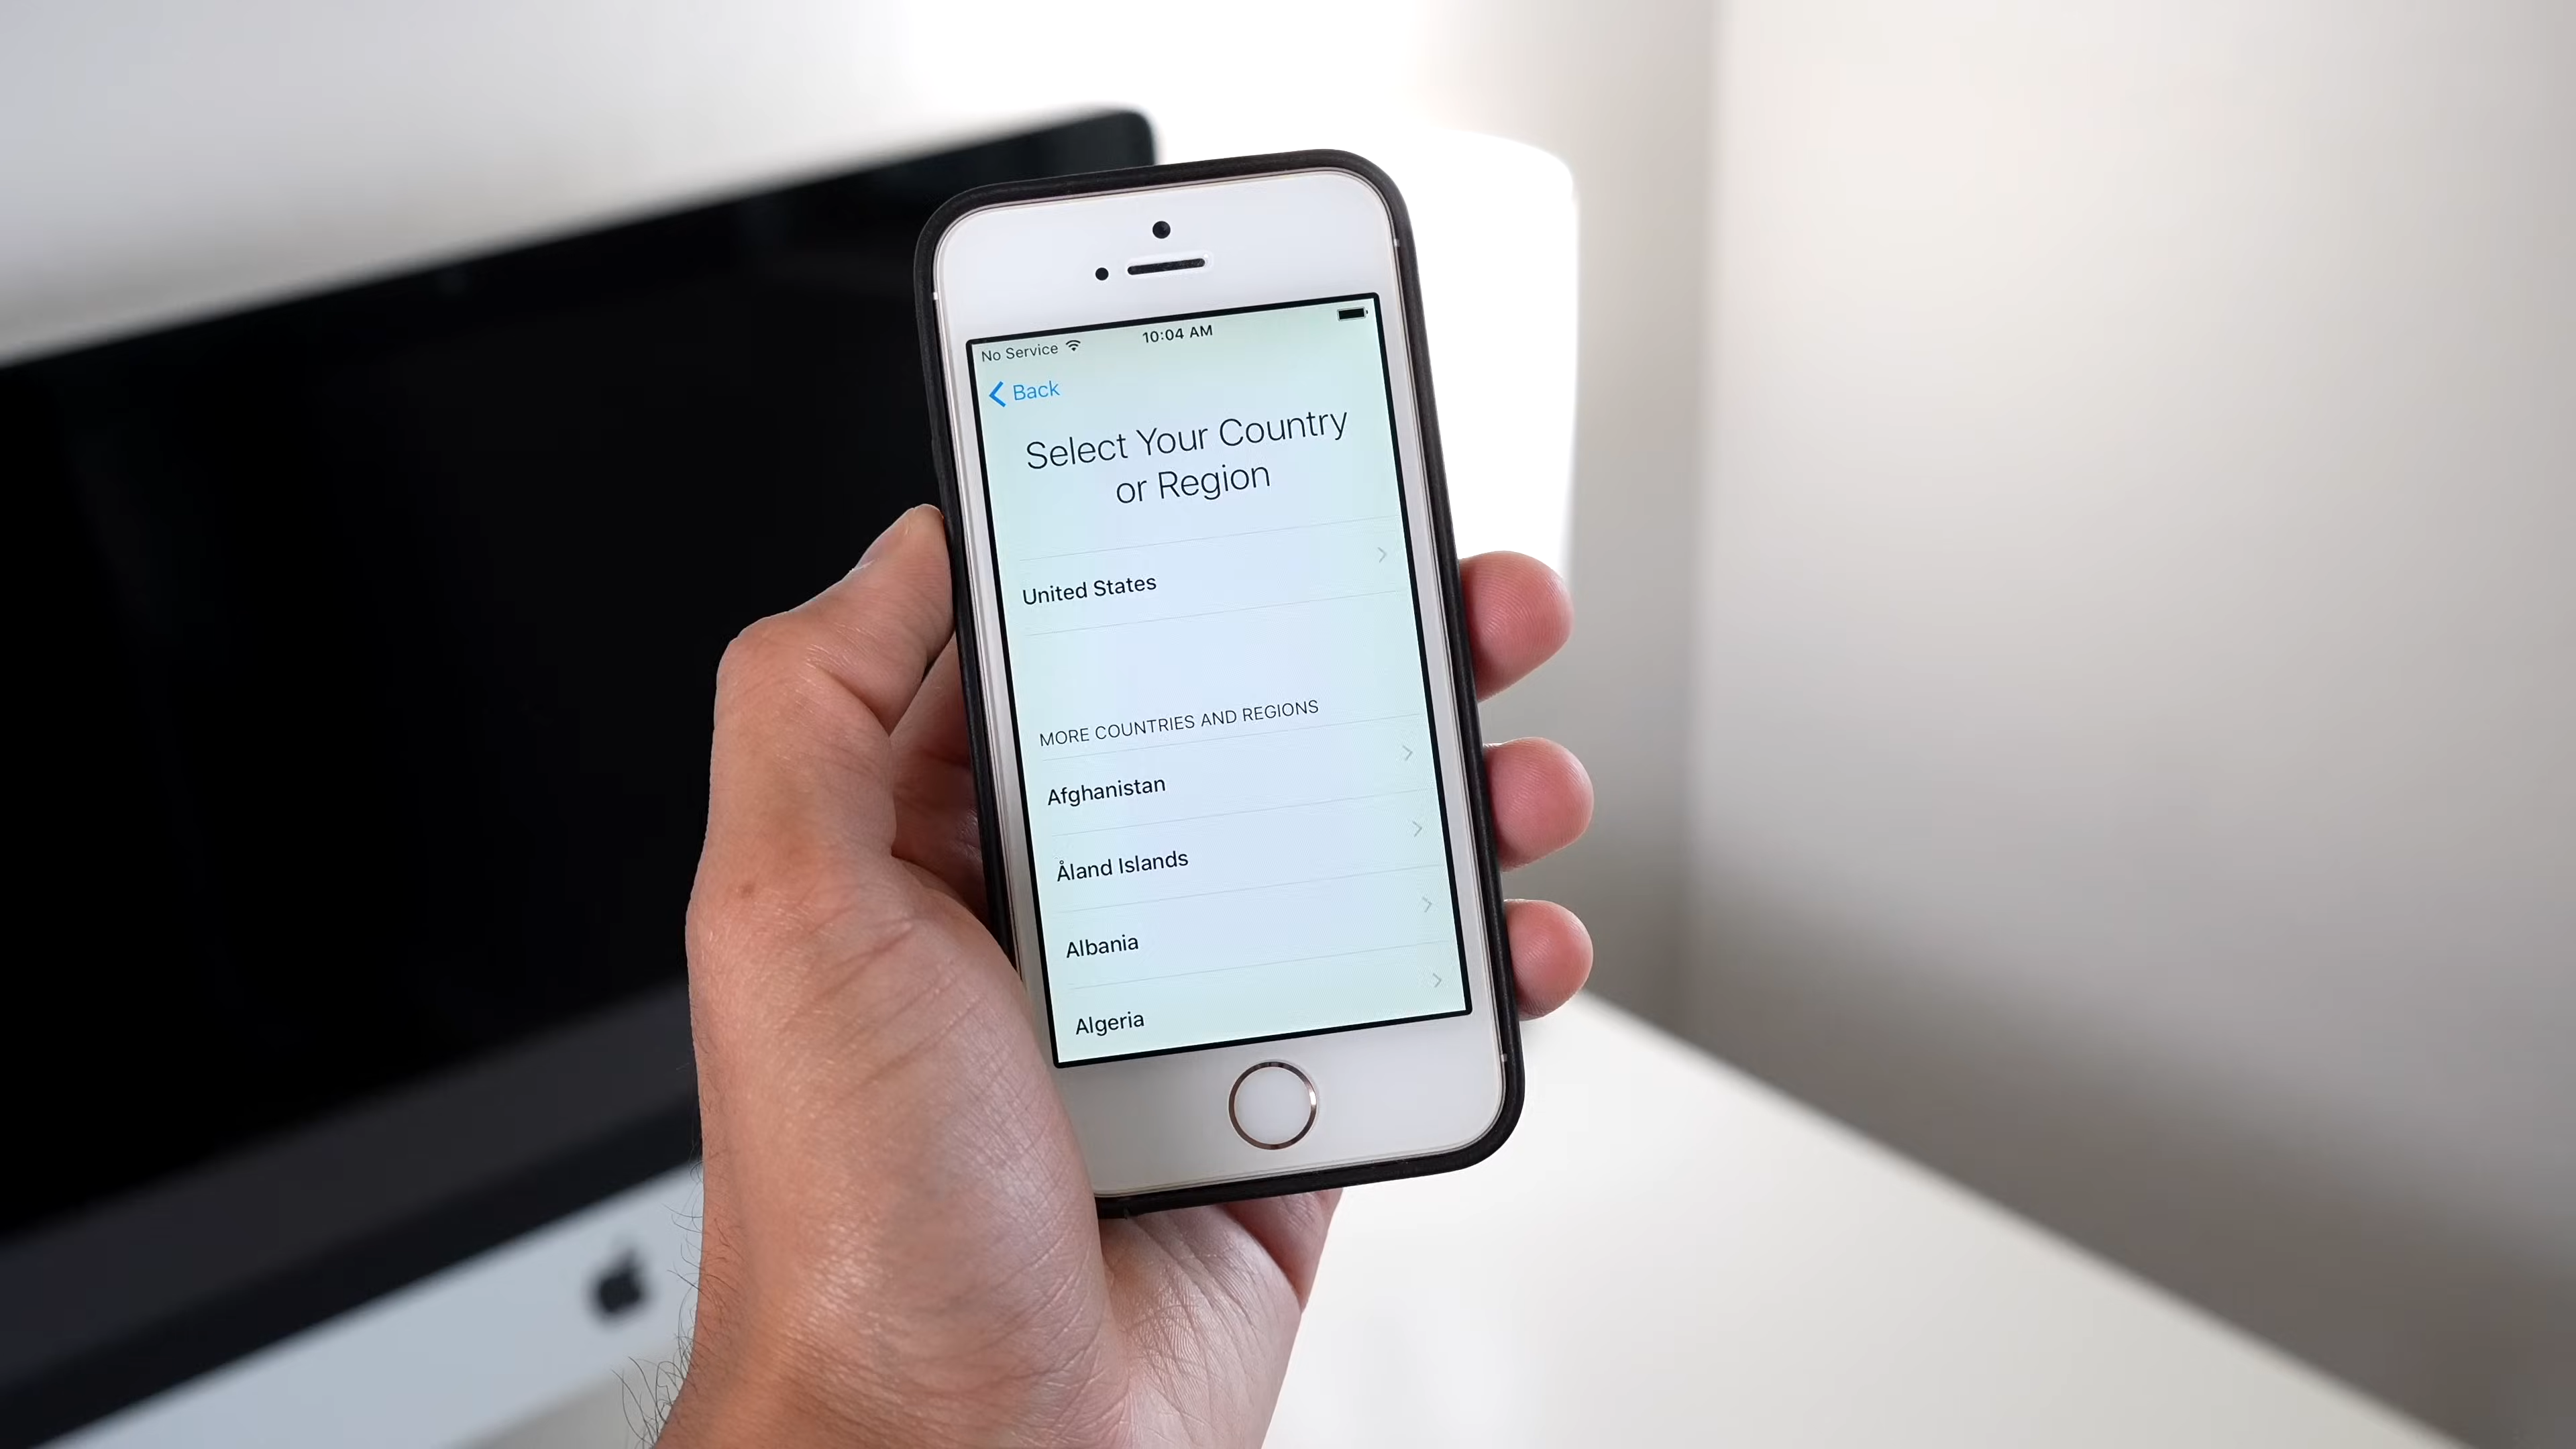 No Service
10:04 AM
Back
Select Your Country
or Region
United States
MORE COUNTRIES AND REGIONS
Afghanistan
Åland Islands
Albania
Algeria